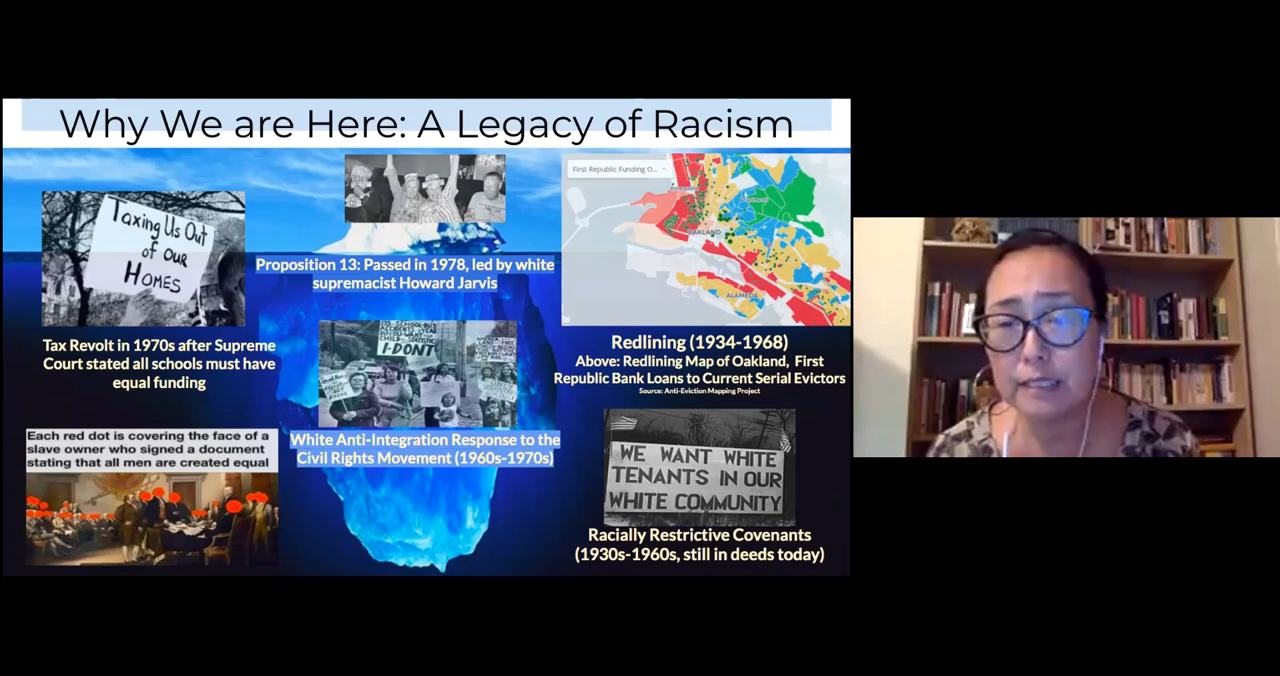 Why We are Here: A Legacy of Racism
Taxing Us Out
of our
HOMES
Tax Revolt in 1970s after Supreme
Court stated all schools must have
equal funding
Each red dot is covering the face of a
slave owner who signed a document
stating that all men are created equal
Proposition 13: Passed in 1978, led by white
supremacist Howard Jarvis
I DON'T
White Anti-Integration Response to the
Civil Rights Movement (1960s-1970s)
First Republic Funding O...
OAKLAND
ALAMEDA
Redlining (1934-1968)
Above: Redlining Map of Oakland, First
Republic Bank Loans to Current Serial Evictors
Source: Anti-Eviction Mapping Project
WE WANT WHITE
TENANTS IN OUR
WHITE COMMUNITY
Racially Restrictive Covenants
(1930s-1960s, still in deeds today)